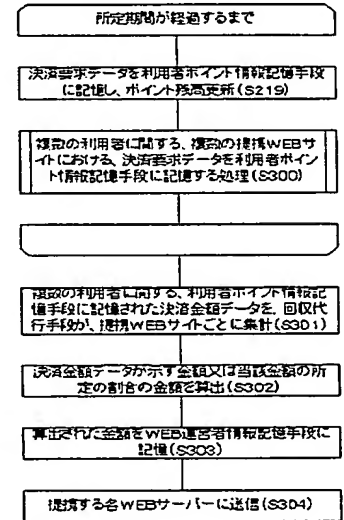 所定期間が経過するまで
決済要求データを利用者ポイント情報記憶手段
に記憶し、ポイント残高更新(S219)
複数の利用者に関する、複数の提携WEBサ
イトにおける、決済要求データを利用者ポイン
ト情報記憶手段に記憶する処理(S300)
複数の利用者に関する、利用者ポイント情報記
憶手段に記憶された決済金額データを、回収代
行手段が、提携WEBサイトごとに集計(S301)
決済金額データが示す金額又は当該金額の所
定の割合の金額を算出(S302)
算出された金額をWEB運営者情報記憶手段に
記憶(S303)
提携する各WEBサーバーに送信(S304)